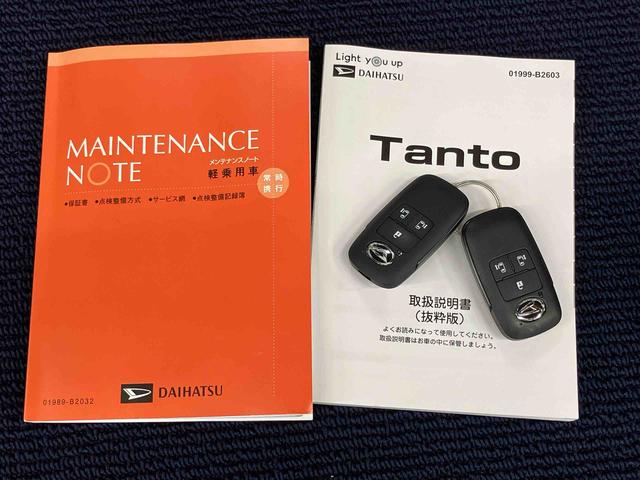 MAINTENANCE
NOTE
メンテナンスノート
軽乗用車
常時
携行
•保証書 •点検整備方式 •サービス網 •点検整備記録簿
DAIHATSU
01989-B2032
Light you up
DAIHATSU
01999-B2603
Tanto
取扱説明書
（抜粋版）
よくお読みになって使用してください。
取扱説明書はお車の中に保管しましょう。